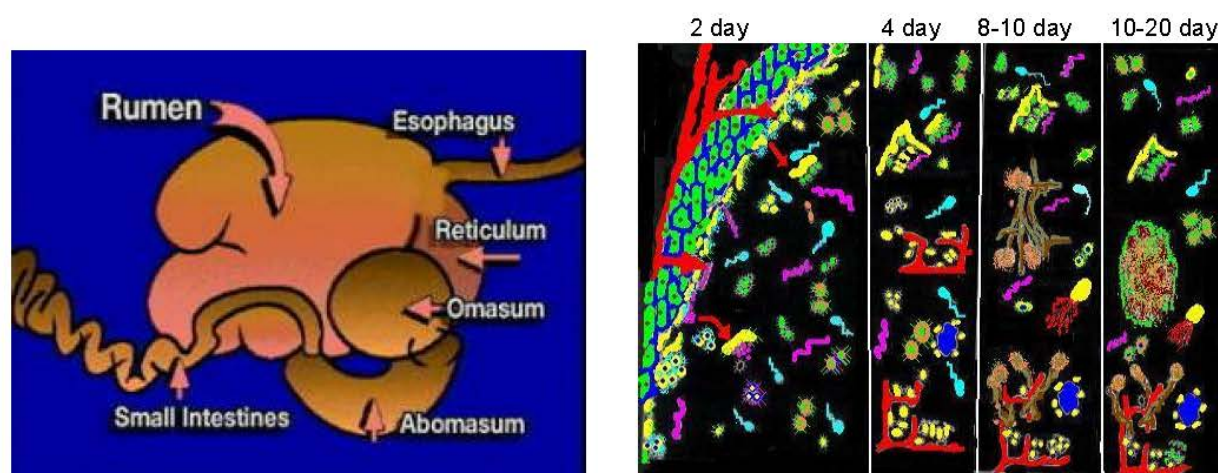 Rumen
Esophagus
Reticulum
Omasum
Small Intestines
Abomasum
2 day
4 day
8-10 day
10-20 day